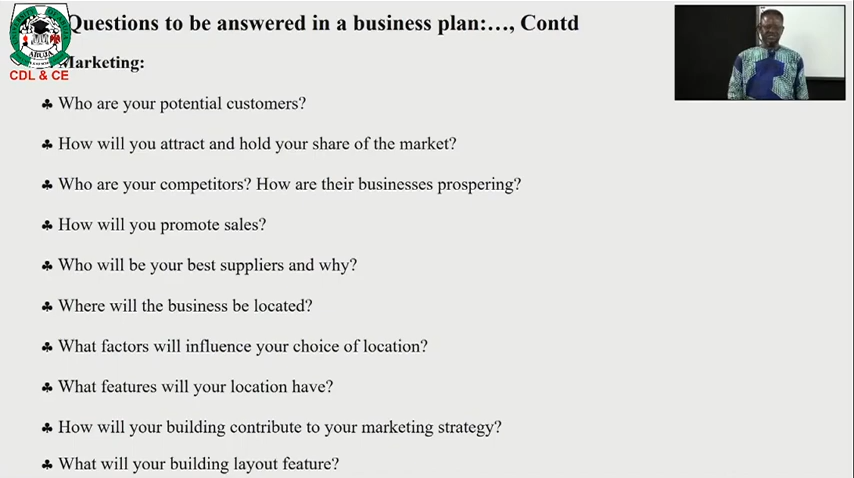 Questions to be answered in a business plan:…, Contd
ABUJA
CDL & CE
Marketing:
♣ Who are your potential customers?
♣ How will you attract and hold your share of the market?
♣ Who are your competitors? How are their businesses prospering?
♣ How will you promote sales?
♣ Who will be your best suppliers and why?
♣ Where will the business be located?
♣ What factors will influence your choice of location?
♣ What features will your location have?
♣ How will your building contribute to your marketing strategy?
♣ What will your building layout feature?